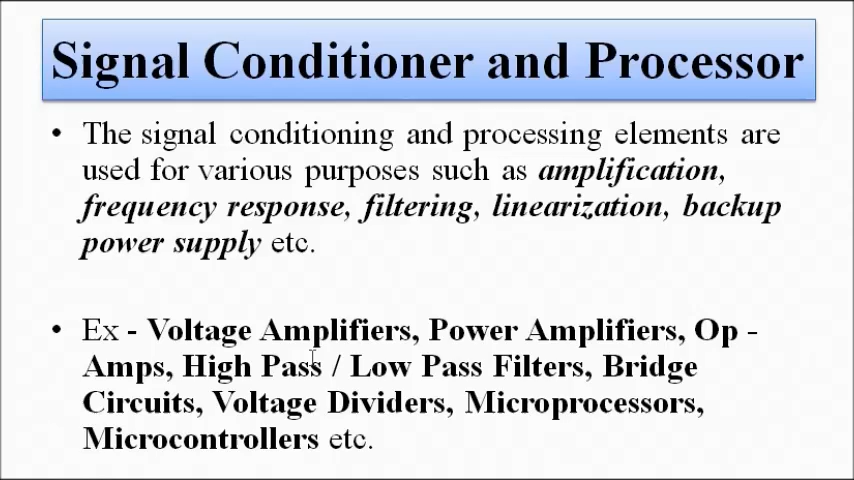 Signal Conditioner and Processor
• The signal conditioning and processing elements are
used for various purposes such as amplification,
frequency response, filtering, linearization, backup
power supply etc.
• Ex - Voltage Amplifiers, Power Amplifiers, Op -
Amps, High Pass / Low Pass Filters, Bridge
Circuits, Voltage Dividers, Microprocessors,
Microcontrollers etc.